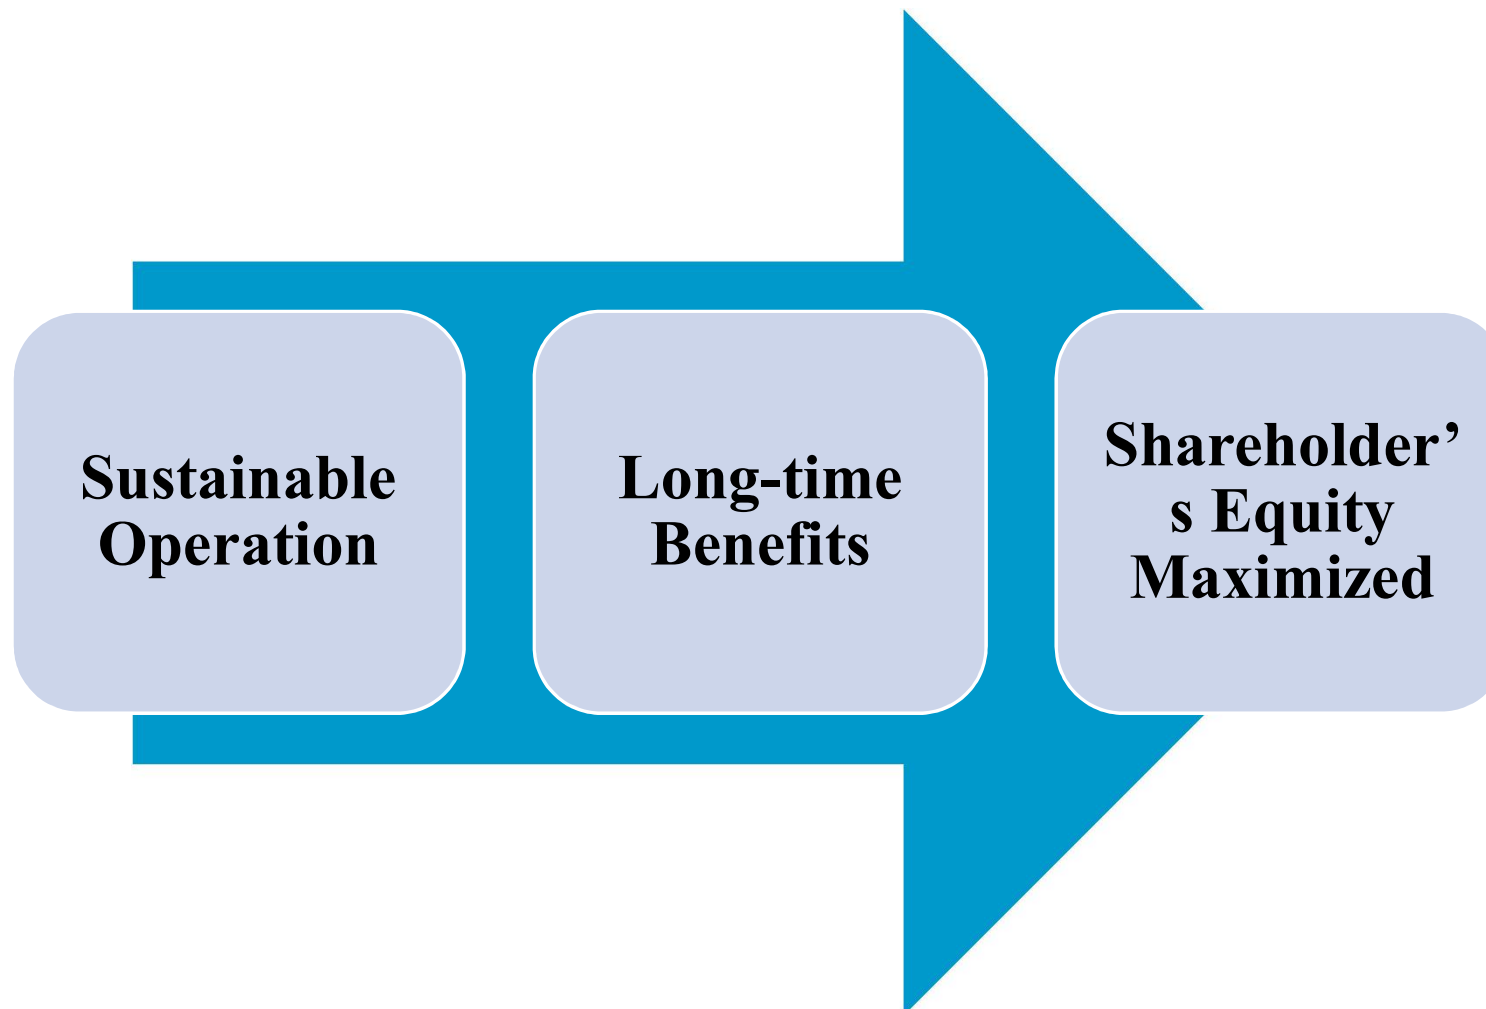 Sustainable
Operation
Long-time
Benefits
Shareholder’
s Equity
Maximized